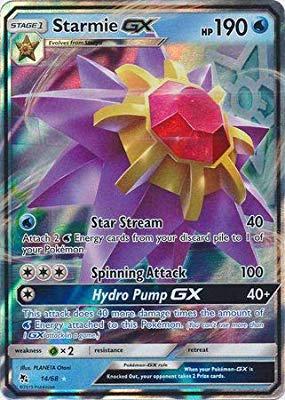 STAGE 1 Starmie GX HP 190
Evolves from Staryu
Star Stream 40
Attach 2 Energy cards from your discard pile to 1 of
your Pokémon.
Spinning Attack 100
Hydro Pump GX 40+
This attack does 40 more damage times the amount of
Energy attached to this Pokémon. (You can't use more than 1
GX attack in a game.)
weakness ×2 resistance retreat
Illus. PLANETA Otani
14/68
©2019 Pokémon
Pokémon-GX rule
When your Pokémon-GX is
Knocked Out, your opponent takes 2 Prize cards.